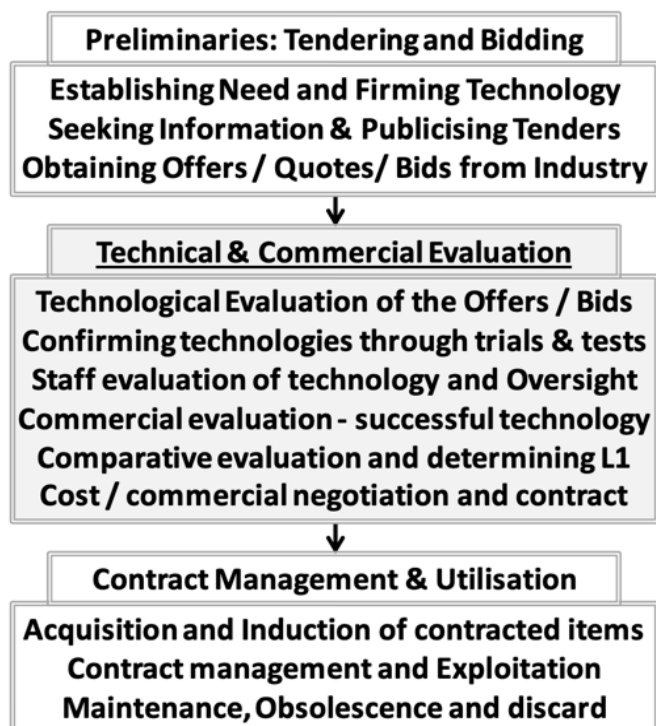 Preliminaries: Tendering and Bidding
Establishing Need and Firming Technology
Seeking Information & Publicising Tenders
Obtaining Offers / Quotes/ Bids from Industry
Technical & Commercial Evaluation
Technological Evaluation of the Offers / Bids
Confirming technologies through trials & tests
Staff evaluation of technology and Oversight
Commercial evaluation - successful technology
Comparative evaluation and determining L1
Cost / commercial negotiation and contract
Contract Management & Utilisation
Acquisition and Induction of contracted items
Contract management and Exploitation
Maintenance, Obsolescence and discard